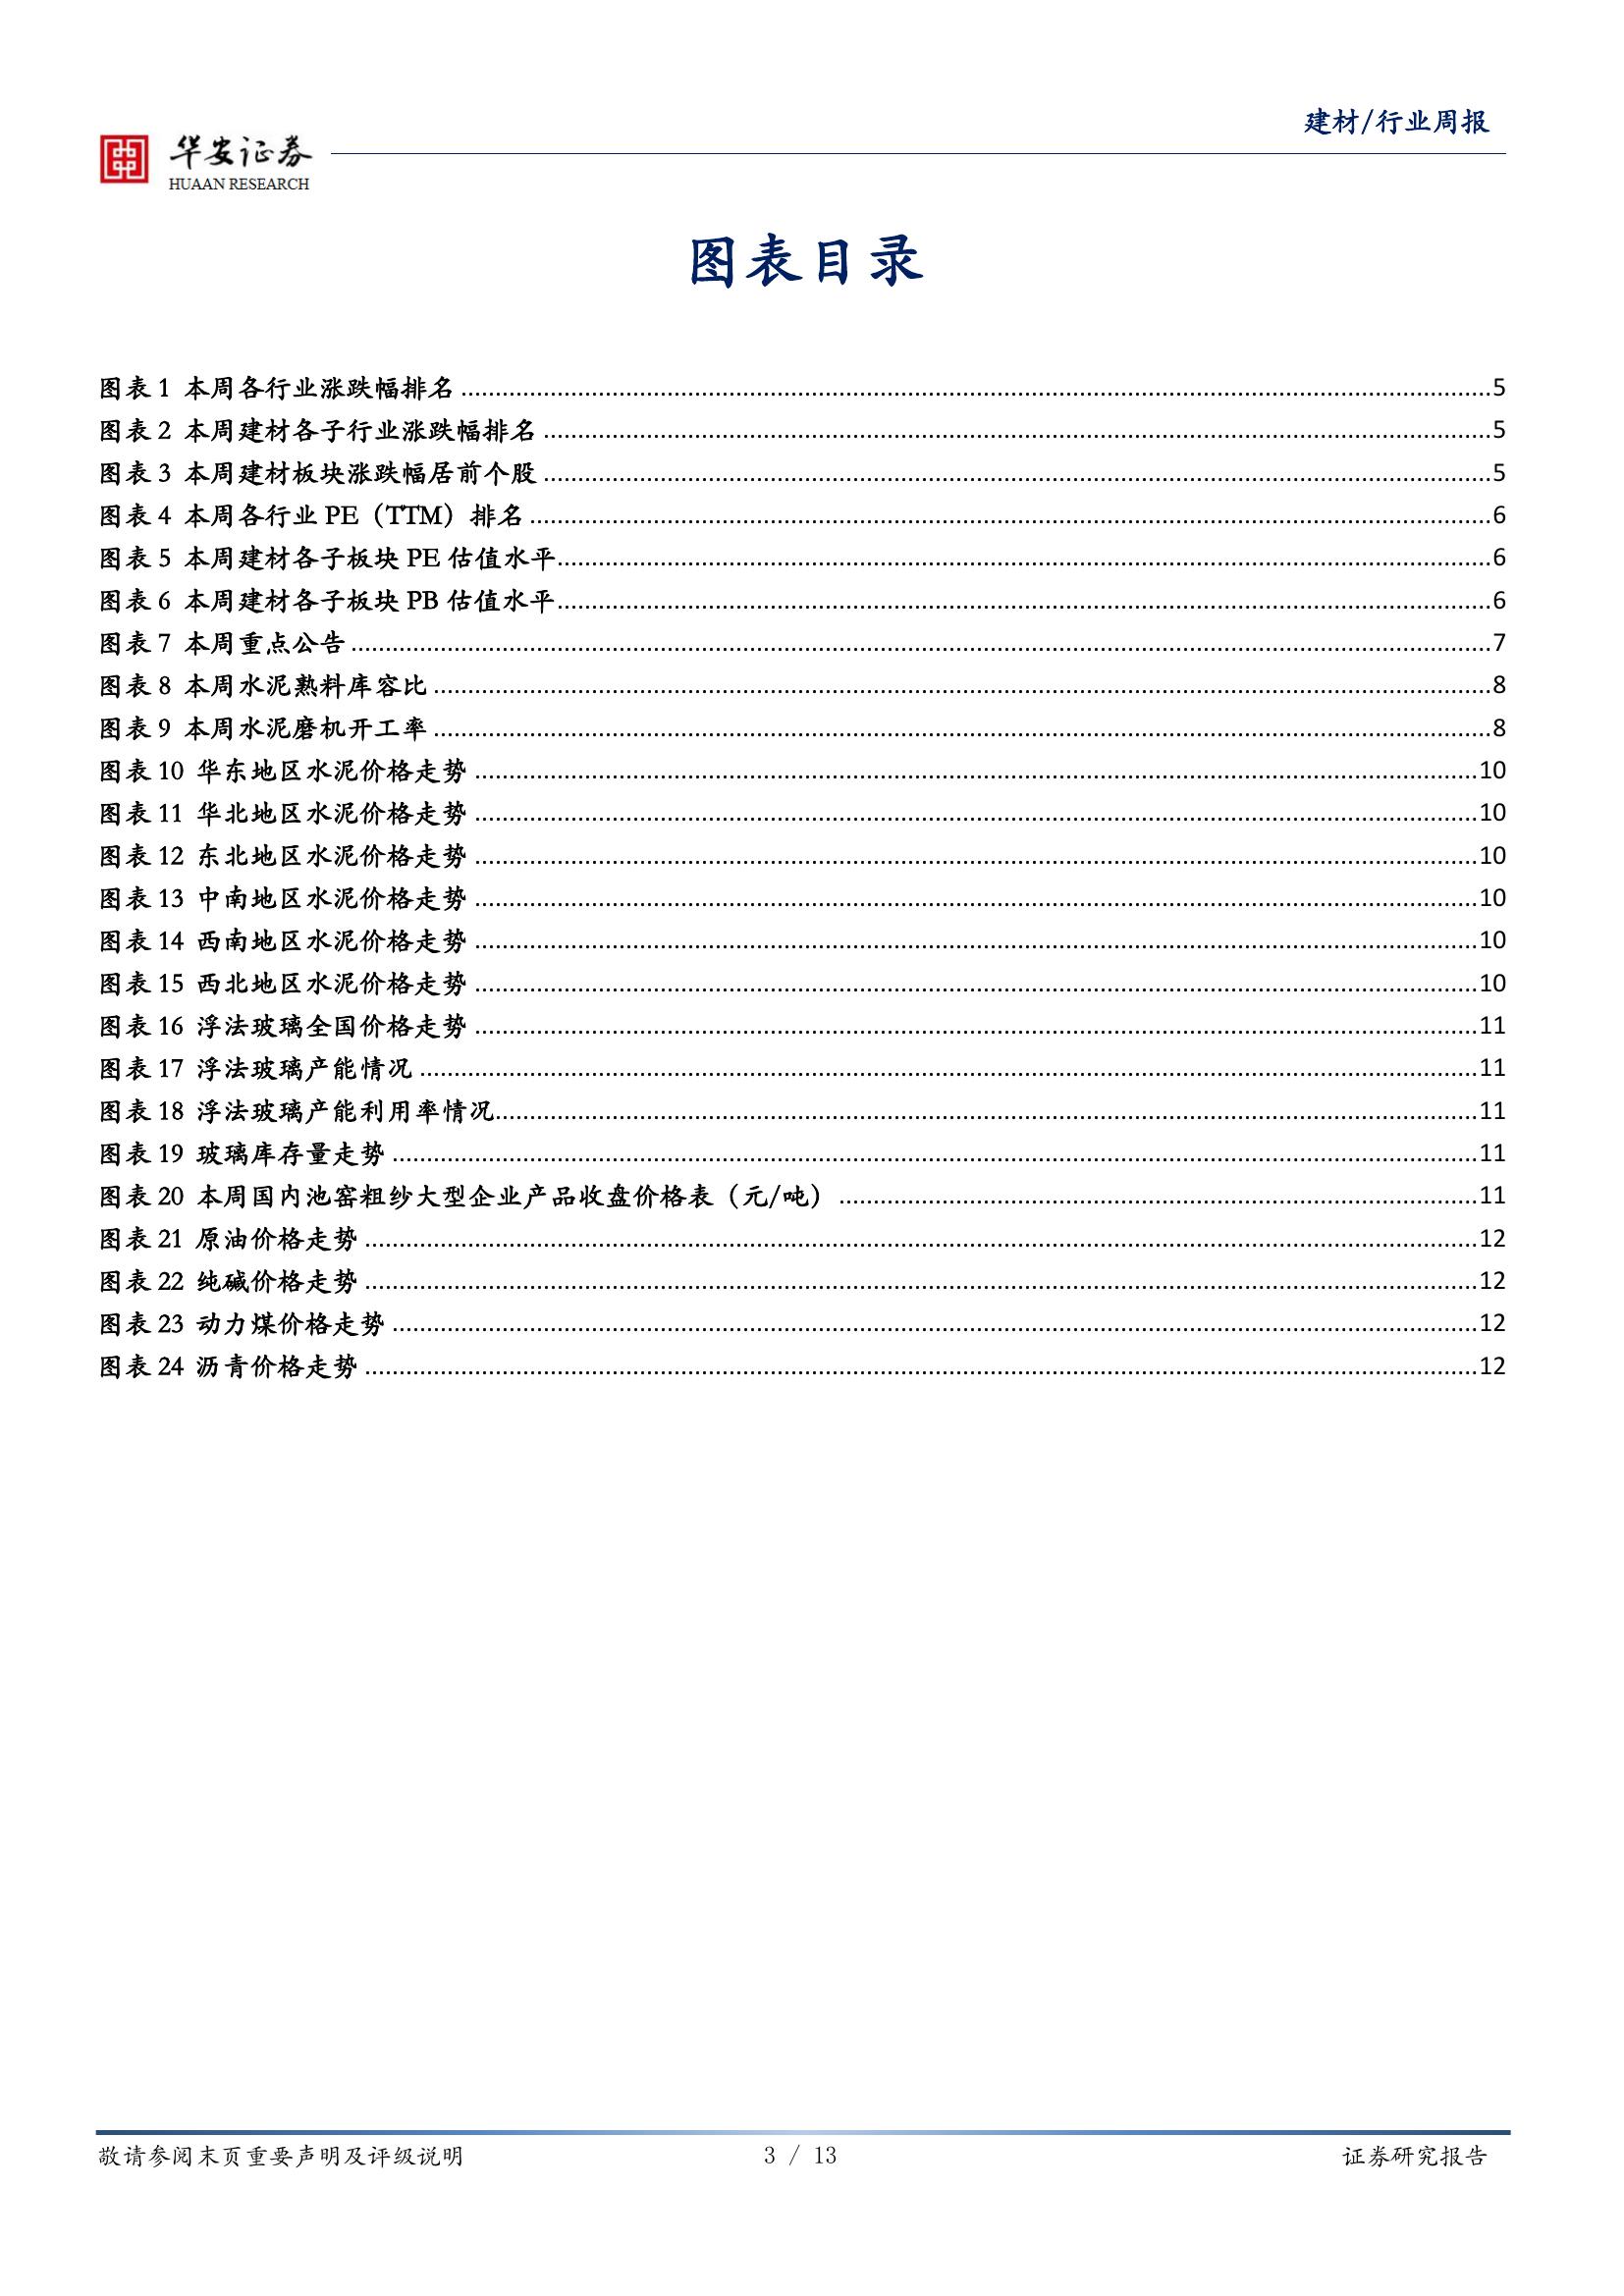 建材/行业周报
华安证券
HUAAN RESEARCH
图表目录
图表 1 本周各行业涨跌幅排名 5
图表 2 本周建材各子行业涨跌幅排名 5
图表 3 本周建材板块涨跌幅居前个股 5
图表 4 本周各行业 PE（TTM）排名 6
图表 5 本周建材各子板块 PE 估值水平 6
图表 6 本周建材各子板块 PB 估值水平 6
图表 7 本周重点公告 7
图表 8 本周水泥熟料库容比 8
图表 9 本周水泥磨机开工率 8
图表 10 华东地区水泥价格走势 10
图表 11 华北地区水泥价格走势 10
图表 12 东北地区水泥价格走势 10
图表 13 中南地区水泥价格走势 10
图表 14 西南地区水泥价格走势 10
图表 15 西北地区水泥价格走势 10
图表 16 浮法玻璃全国价格走势 11
图表 17 浮法玻璃产能情况 11
图表 18 浮法玻璃产能利用率情况 11
图表 19 玻璃库存量走势 11
图表 20 本周国内池窑粗纱大型企业产品收盘价格表（元/吨） 11
图表 21 原油价格走势 12
图表 22 纯碱价格走势 12
图表 23 动力煤价格走势 12
图表 24 沥青价格走势 12
敬请参阅末页重要声明及评级说明 3 / 13 证券研究报告